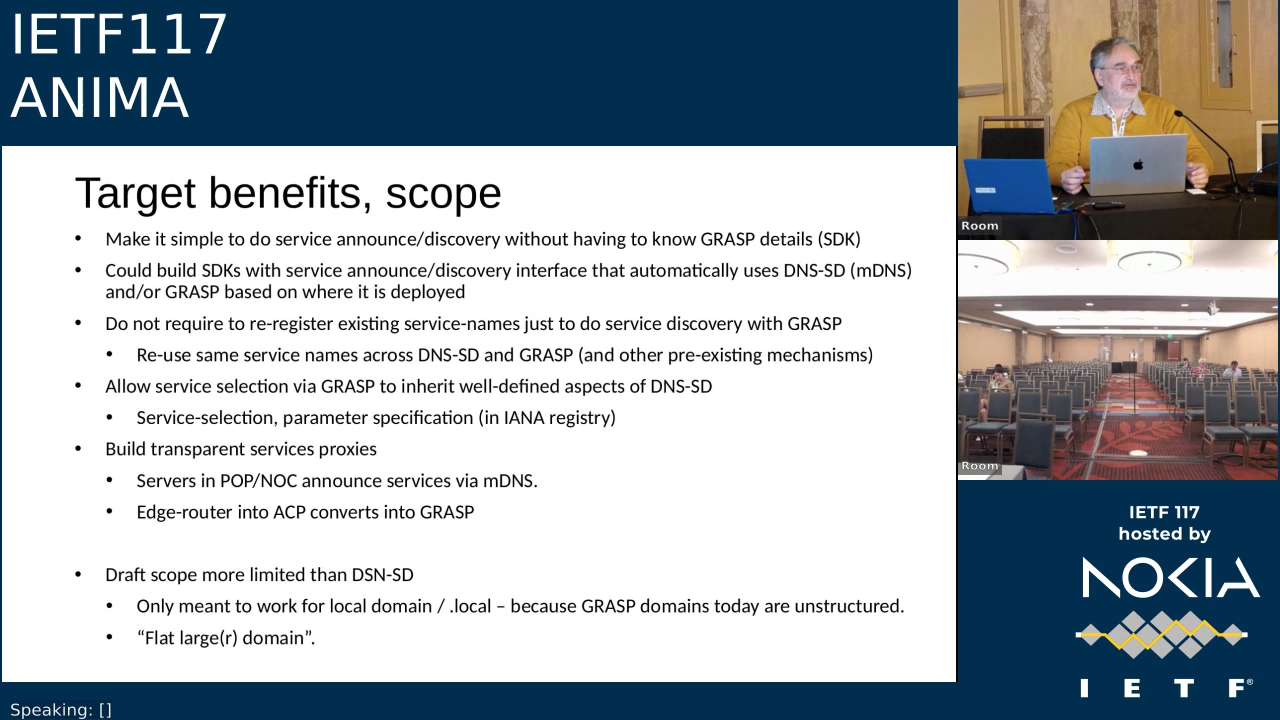 IETF117
ANIMA
Target benefits, scope
• Make it simple to do service announce/discovery without having to know GRASP details (SDK)
• Could build SDKs with service announce/discovery interface that automatically uses DNS-SD (mDNS)
and/or GRASP based on where it is deployed
• Do not require to re-register existing service-names just to do service discovery with GRASP
• Re-use same service names across DNS-SD and GRASP (and other pre-existing mechanisms)
• Allow service selection via GRASP to inherit well-defined aspects of DNS-SD
• Service-selection, parameter specification (in IANA registry)
• Build transparent services proxies
• Servers in POP/NOC announce services via mDNS.
• Edge-router into ACP converts into GRASP
• Draft scope more limited than DSN-SD
• Only meant to work for local domain / .local – because GRASP domains today are unstructured.
• “Flat large(r) domain”.
Speaking: []
Room
Room
IETF 117
hosted by
NOKIA
I E T F®